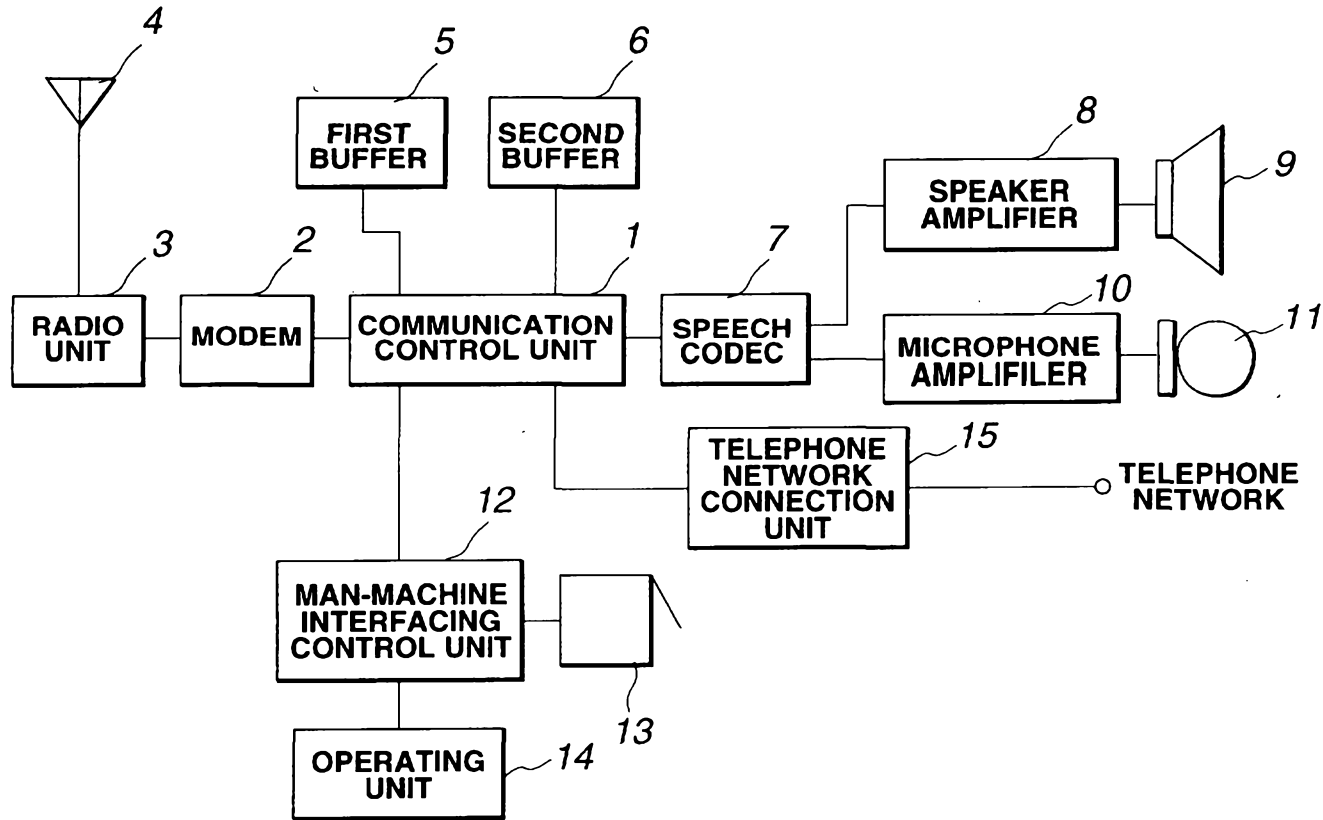 4
5
6
FIRST
BUFFER
SECOND
BUFFER
8
SPEAKER
AMPLIFIER
9
3
2
1
7
RADIO
UNIT
MODEM
COMMUNICATION
CONTROL UNIT
SPEECH
CODEC
10
MICROPHONE
AMPLIFILER
11
TELEPHONE
NETWORK
CONNECTION
UNIT
15
TELEPHONE
NETWORK
12
MAN-MACHINE
INTERFACING
CONTROL UNIT
13
OPERATING
UNIT
14